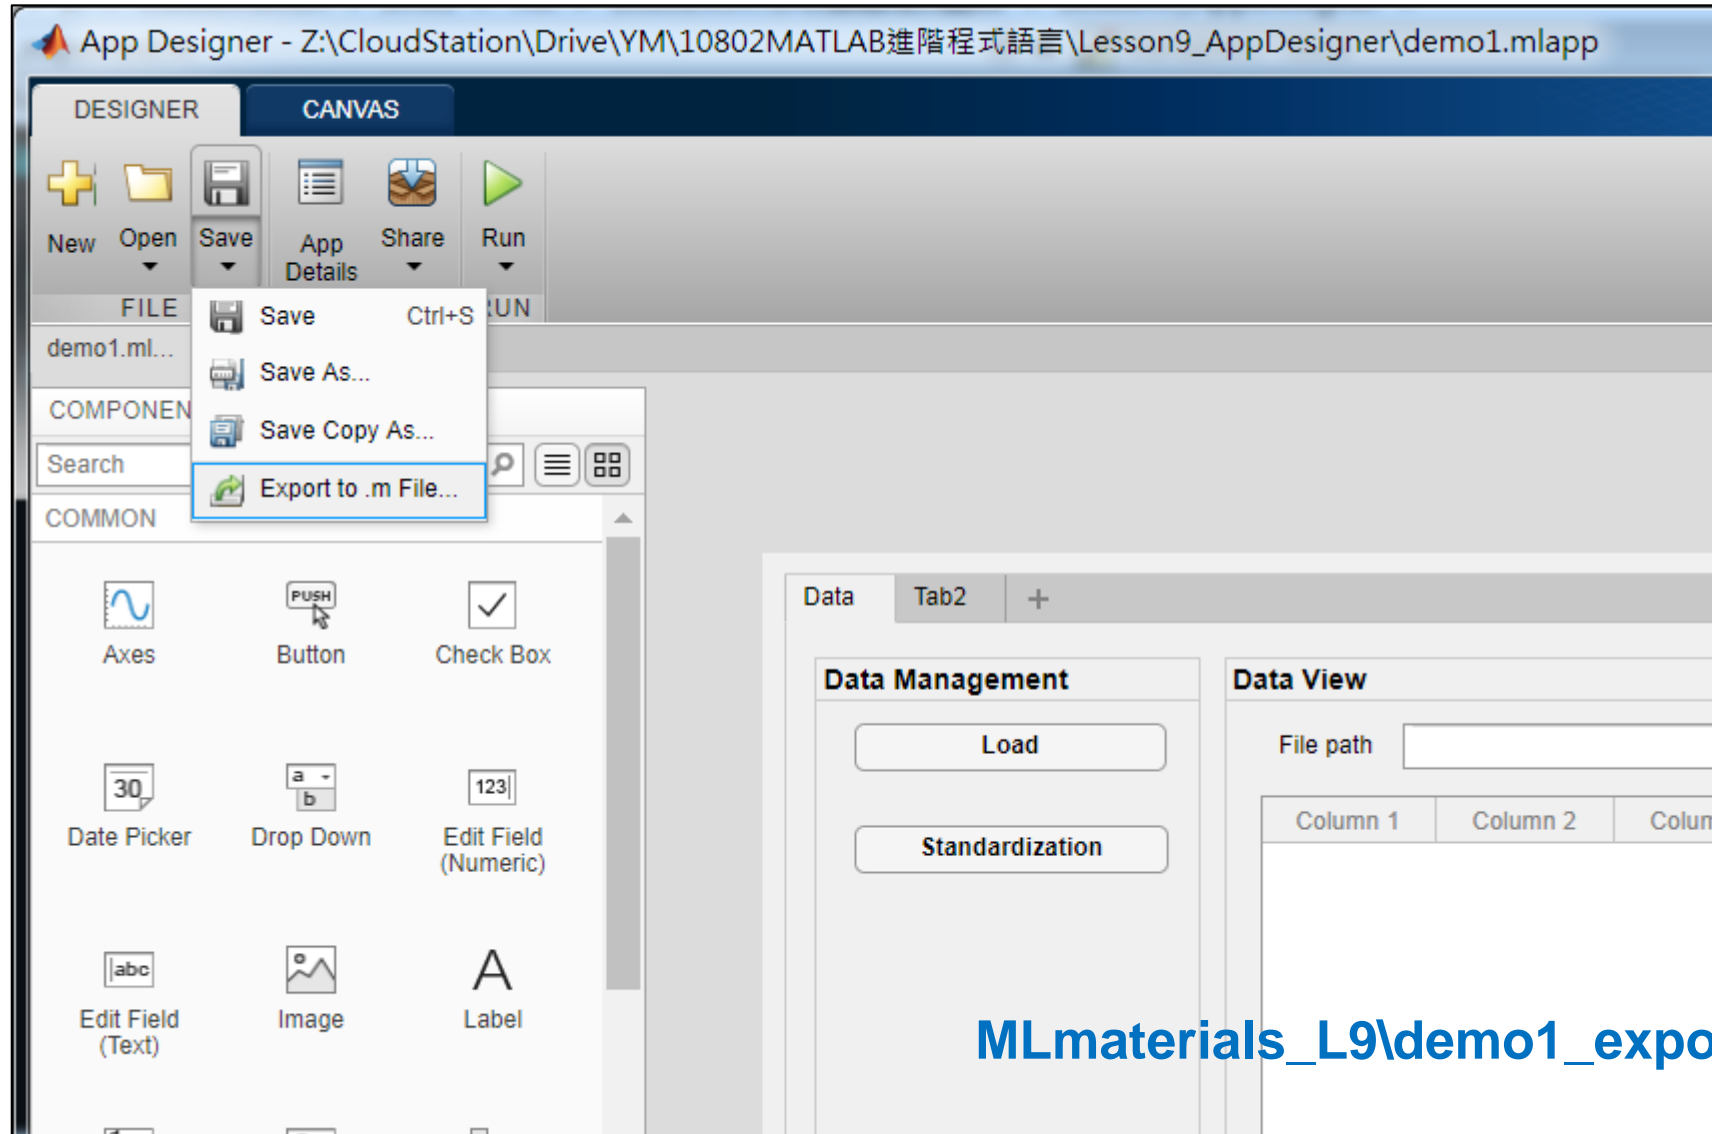 App Designer - Z:\CloudStation\Drive\YM\10802MATLAB進階程式語言\Lesson9_AppDesigner\demo1.mlapp
DESIGNER CANVAS
New Open Save App Details Share Run
FILE
Save Ctrl+S
Save As...
Save Copy As...
Export to .m File...
demo1.ml...
Search
COMMON
Axes Button Check Box
PUSH
30 a b 123
Date Picker Drop Down Edit Field (Numeric)
abc A
Edit Field (Text) Image Label
Data Tab2 +
Data Management
Load
Standardization
Data View
File path
Column 1 Column 2